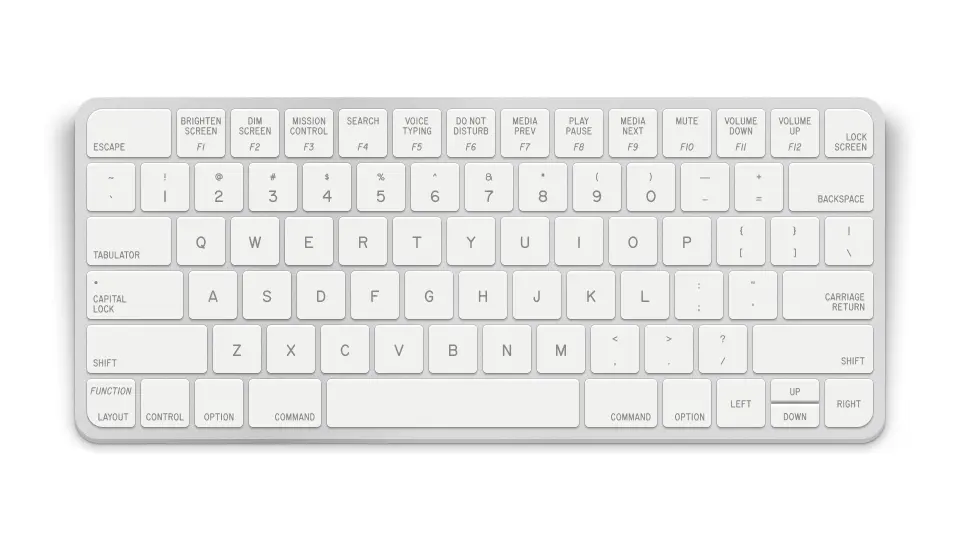 ESCAPE
BRIGHTEN
SCREEN
F1
DIM
SCREEN
F2
MISSION
CONTROL
F3
SEARCH
F4
VOICE
TYPING
F5
DO NOT
DISTURB
F6
MEDIA
PREV
F7
PLAY
PAUSE
F8
MEDIA
NEXT
F9
MUTE
F10
VOLUME
DOWN
F11
VOLUME
UP
F12
LOCK
SCREEN
~
`
!
1
@
2
#
3
$
4
%
5
^
6
&
7
*
8
(
9
)
0
—
–
+
=
BACKSPACE
TABULATOR
Q
W
E
R
T
Y
U
I
O
P
{
[
}
]
|
\
•
CAPITAL
LOCK
A
S
D
F
G
H
J
K
L
:
;
"
'
CARRIAGE
RETURN
SHIFT
Z
X
C
V
B
N
M
<
,
>
.
?
/
SHIFT
FUNCTION
LAYOUT
CONTROL
OPTION
COMMAND
COMMAND
OPTION
LEFT
UP
DOWN
RIGHT